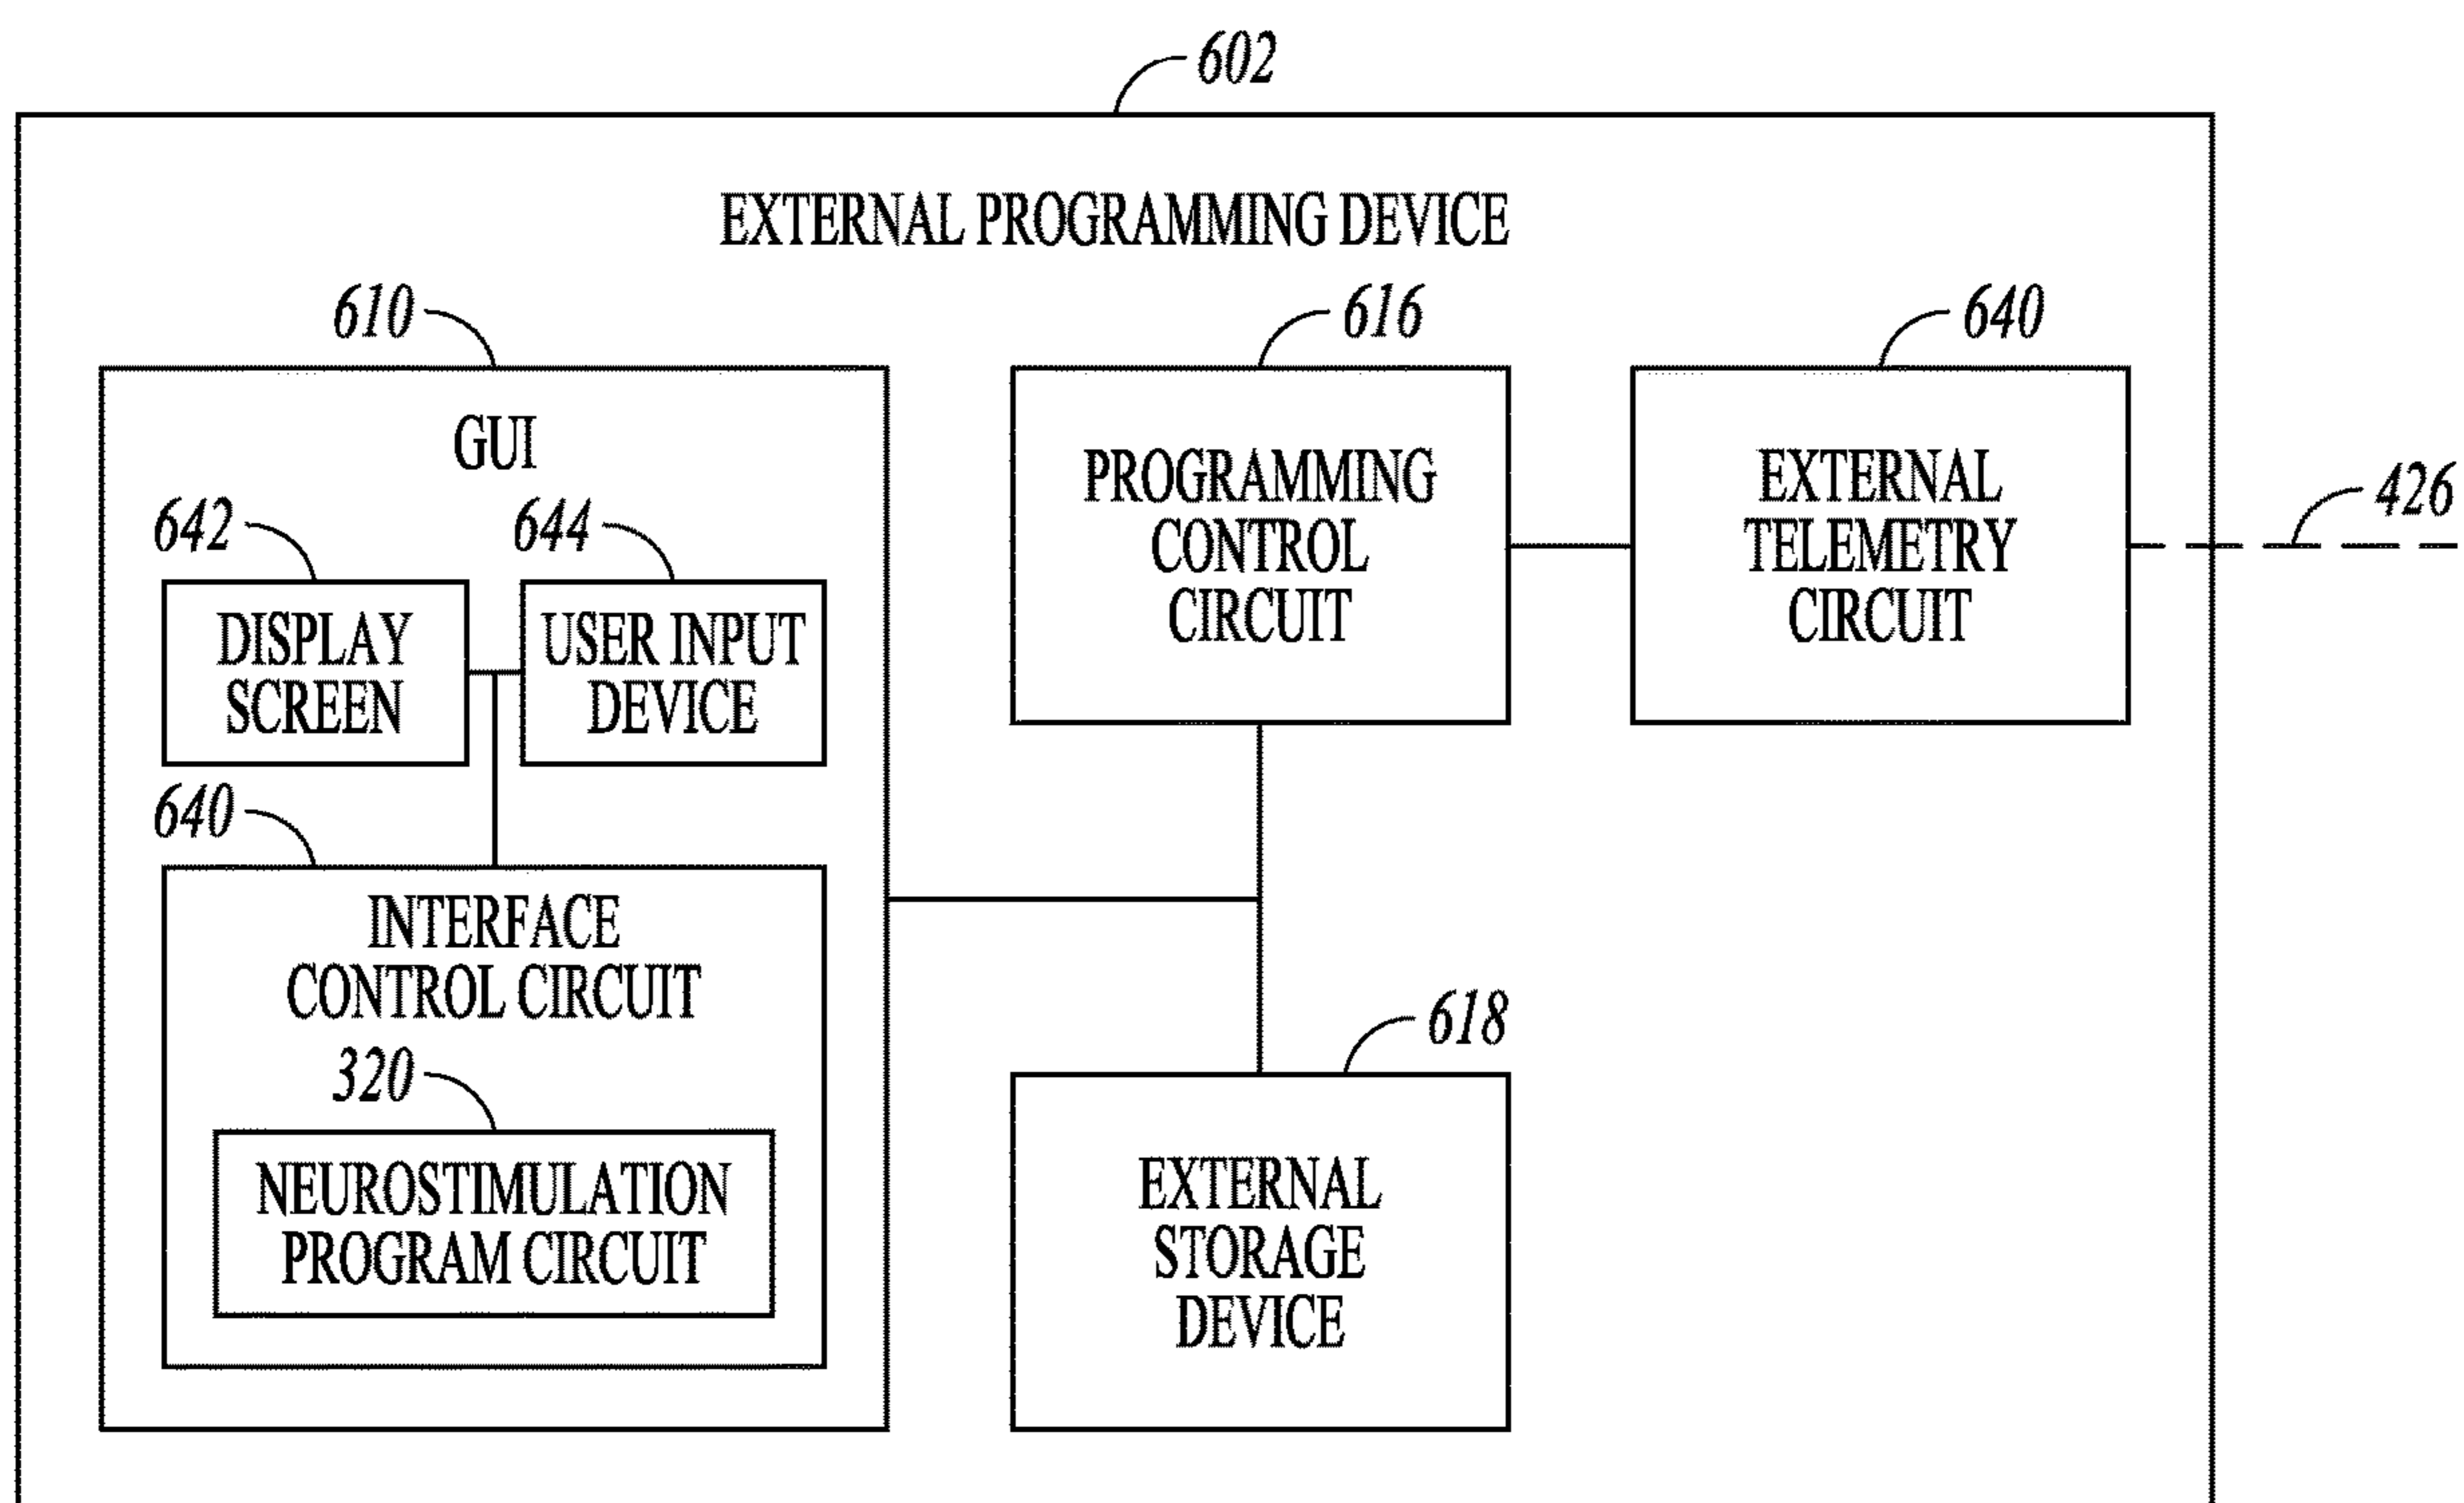 602
EXTERNAL PROGRAMMING DEVICE
610
616
640
GUI
PROGRAMMING
CONTROL
CIRCUIT
EXTERNAL
TELEMETRY
CIRCUIT
426
642
644
DISPLAY
SCREEN
USER INPUT
DEVICE
640
INTERFACE
CONTROL CIRCUIT
320
NEUROSTIMULATION
PROGRAM CIRCUIT
618
EXTERNAL
STORAGE
DEVICE